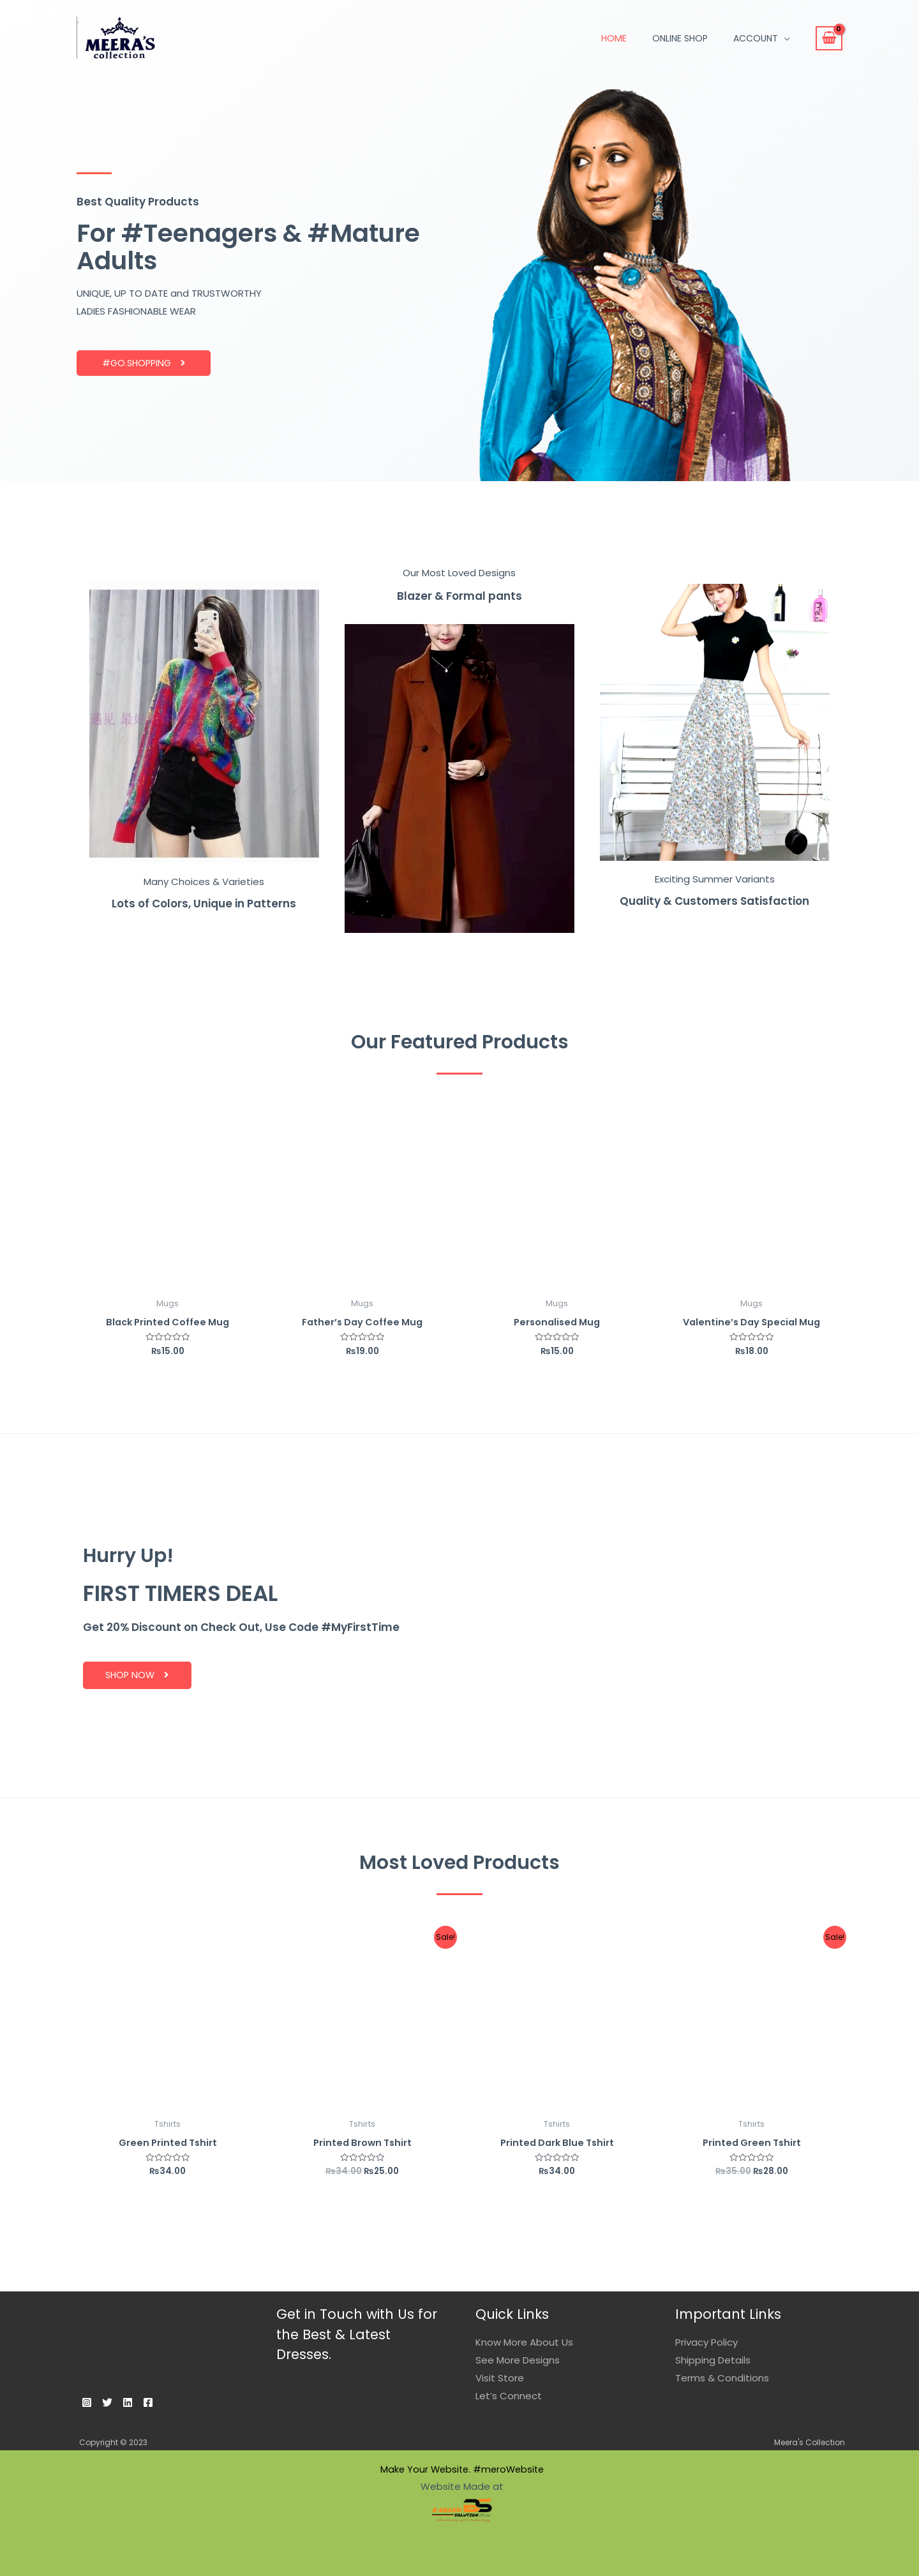 MEERA'S
collection
HOME
ONLINE SHOP
ACCOUNT
0
Best Quality Products
For #Teenagers & #Mature
Adults
UNIQUE, UP TO DATE and TRUSTWORTHY
LADIES FASHIONABLE WEAR
#GO.SHOPPING
Many Choices & Varieties
Lots of Colors, Unique in Patterns
Our Most Loved Designs
Blazer & Formal pants
Exciting Summer Variants
Quality & Customers Satisfaction
Our Featured Products
Mugs
Black Printed Coffee Mug
₨15.00
Mugs
Father’s Day Coffee Mug
₨19.00
Mugs
Personalised Mug
₨15.00
Mugs
Valentine’s Day Special Mug
₨18.00
Hurry Up!
FIRST TIMERS DEAL
Get 20% Discount on Check Out, Use Code #MyFirstTime
SHOP NOW
Most Loved Products
Tshirts
Green Printed Tshirt
₨34.00
Sale!
Tshirts
Printed Brown Tshirt
₨34.00 ₨25.00
Tshirts
Printed Dark Blue Tshirt
₨34.00
Sale!
Tshirts
Printed Green Tshirt
₨35.00 ₨28.00
Get in Touch with Us for
the Best & Latest
Dresses.
Quick Links
Know More About Us
See More Designs
Visit Store
Let’s Connect
Important Links
Privacy Policy
Shipping Details
Terms & Conditions
Copyright © 2023
Meera's Collection
Make Your Website. #meroWebsite
Website Made at